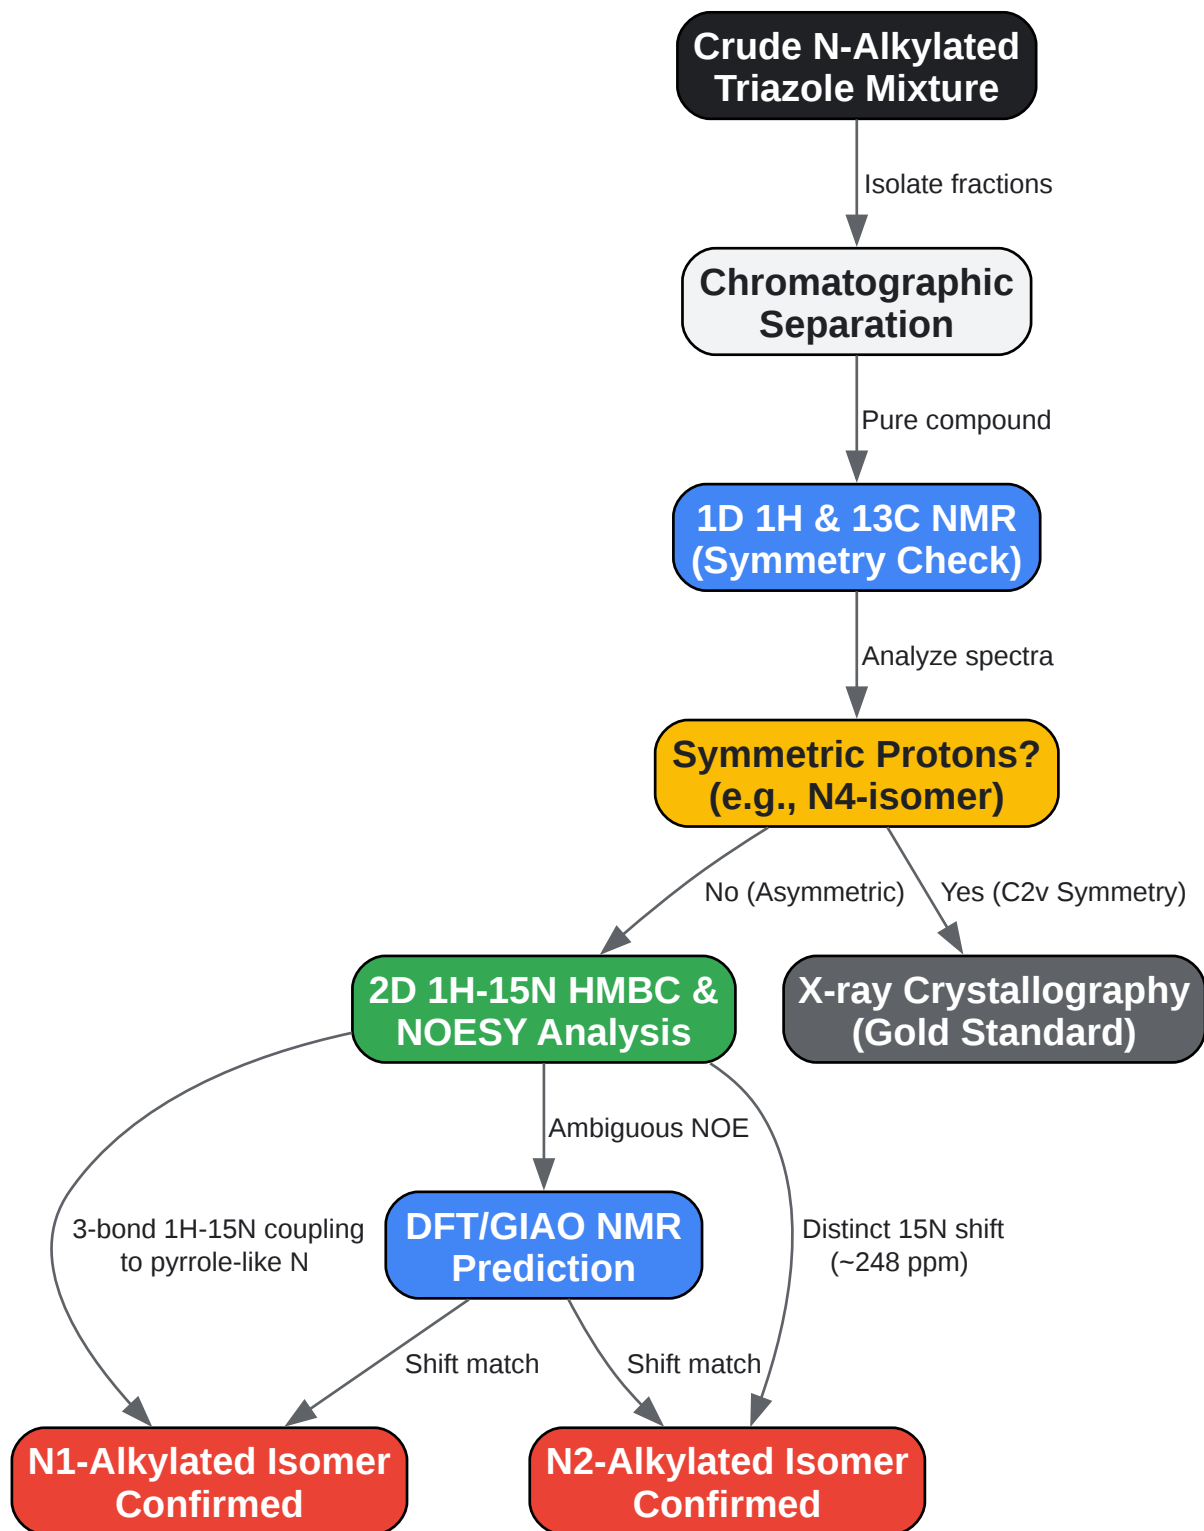 Crude N-Alkylated
Triazole Mixture
Isolate fractions
Chromatographic
Separation
Pure compound
1D 1H & 13C NMR
(Symmetry Check)
Analyze spectra
Symmetric Protons?
(e.g., N4-isomer)
No (Asymmetric)
Yes (C2v Symmetry)
2D 1H-15N HMBC &
NOESY Analysis
X-ray Crystallography
(Gold Standard)
Ambiguous NOE
3-bond 1H-15N coupling
to pyrrole-like N
DFT/GIAO NMR
Prediction
Distinct 15N shift
(~248 ppm)
Shift match
Shift match
N1-Alkylated Isomer
Confirmed
N2-Alkylated Isomer
Confirmed